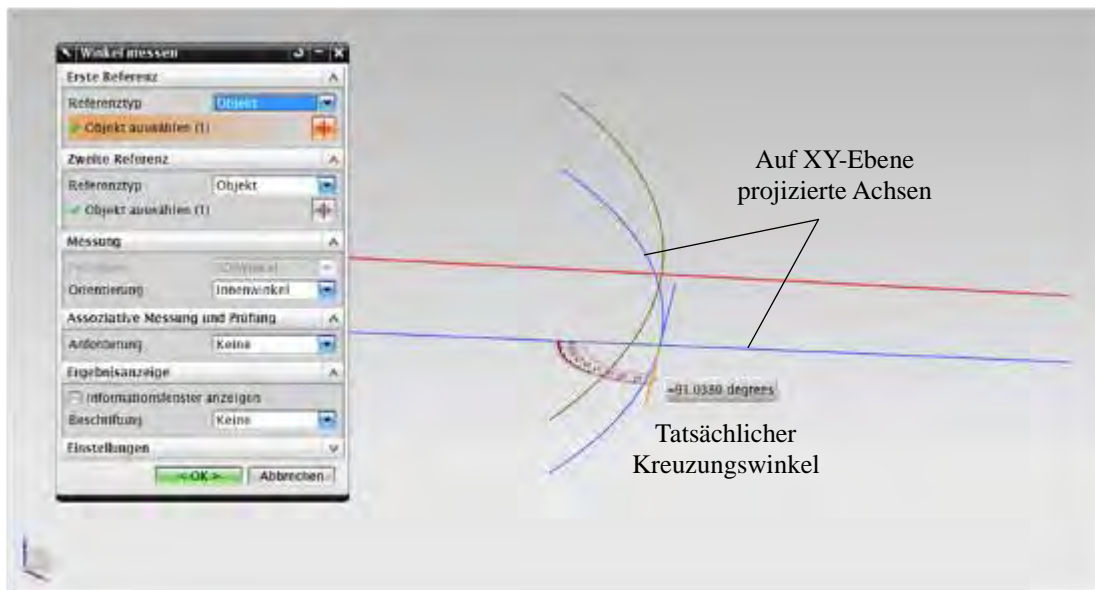 Winkel messen
Erste Referenz
Referenztyp Objekt
Objekt auswählen (1)
Zweite Referenz
Referenztyp Objekt
Objekt auswählen (1)
Messung
Orientierung Innenwinkel
Assoziative Messung und Prüfung
Anforderung Keine
Ergebnisanzeige
Informationsfenster anzeigen
Beschriftung Keine
Einstellungen
< OK > Abbrechen
Auf XY-Ebene
projizierte Achsen
degrees
Tatsächlicher
Kreuzungswinkel